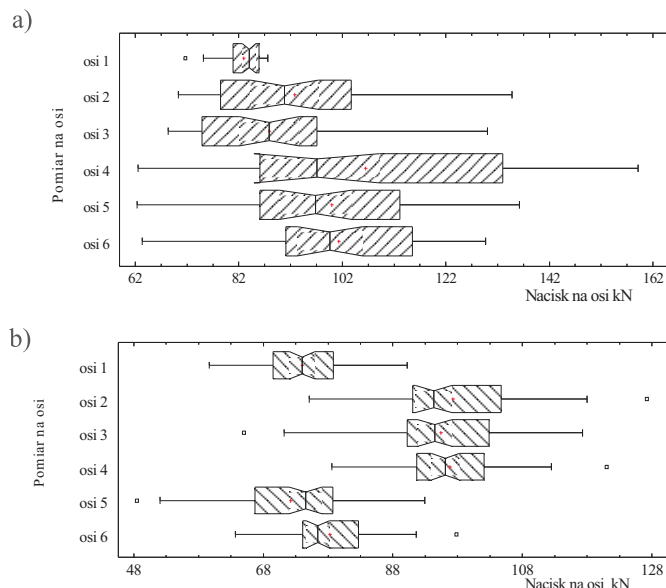 a)
osi 1
osi 2
osi 3
osi 4
osi 5
osi 6
Pomiar na osi
62 82 102 122 142 162
Nacisk na osi kN
b)
osi 1
osi 2
osi 3
osi 4
osi 5
osi 6
Pomiar na osi
48 68 88 108 128
Nacisk na osi, kN